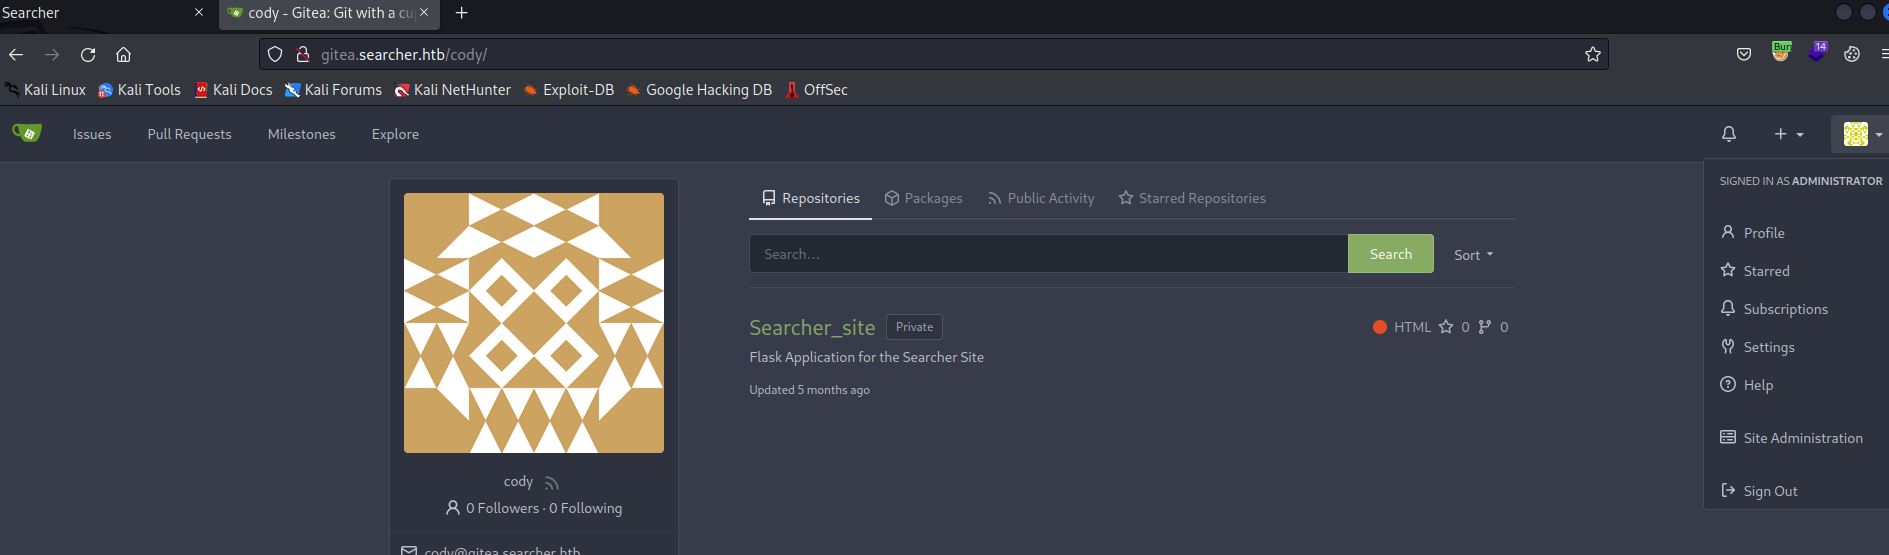 Searcher × cody - Gitea: Git with a cu × +
gitea.searcher.htb/cody/ Burr 14
Kali Linux Kali Tools Kali Docs Kali Forums Kali NetHunter Exploit-DB Google Hacking DB OffSec
Issues Pull Requests Milestones Explore
SIGNED IN AS ADMINISTRATOR
Repositories Packages Public Activity Starred Repositories
Profile
Search... Search Sort
Starred
Subscriptions
Searcher_site Private HTML 0 0
Settings
Flask Application for the Searcher Site
Help
Updated 5 months ago
Site Administration
cody
Sign Out
0 Followers · 0 Following
cody@gitea.searcher.htb